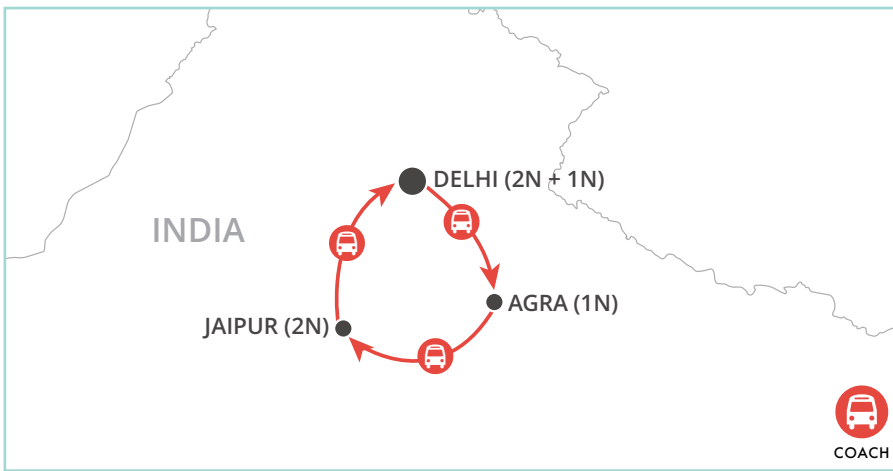 DELHI (2N + 1N)
INDIA
AGRA (1N)
JAIPUR (2N)
COACH